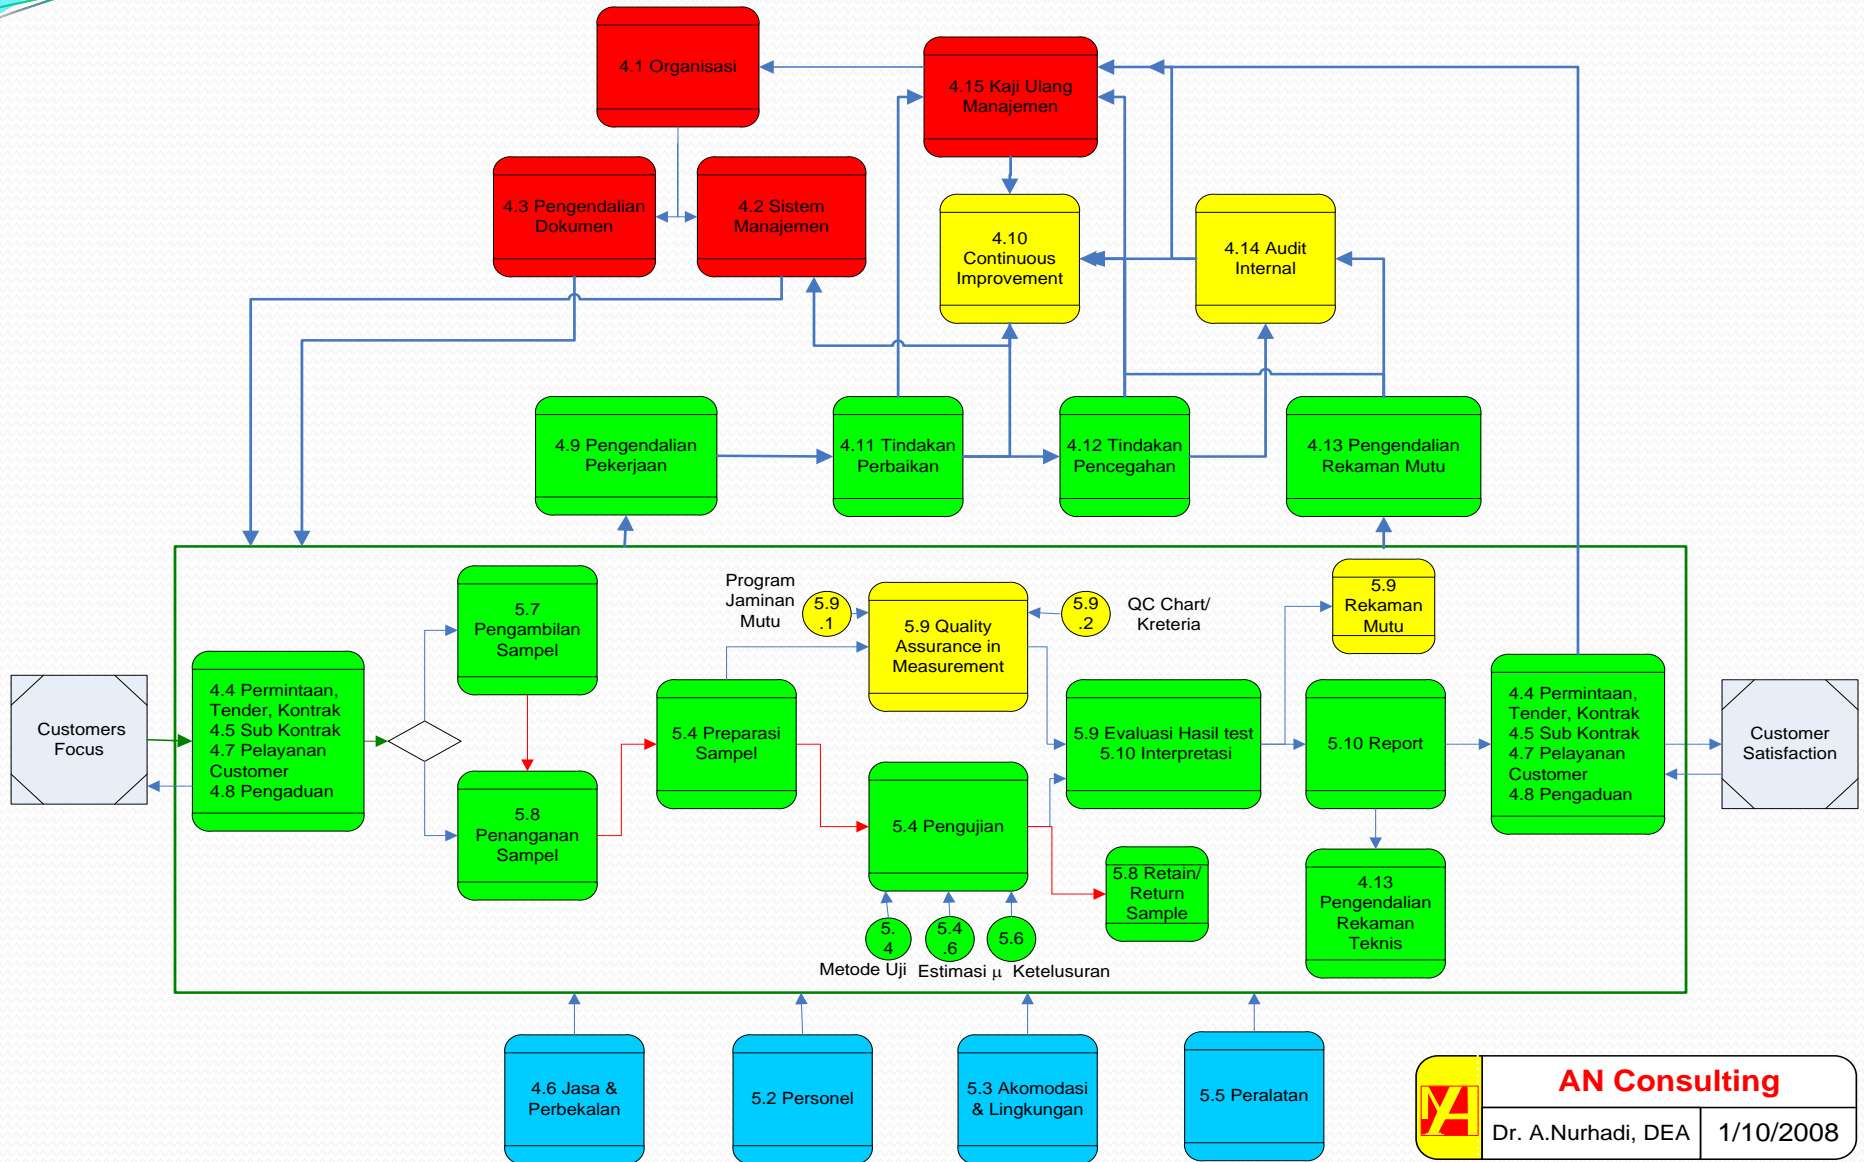 4.1 Organisasi
4.15 Kaji Ulang
Manajemen
4.3 Pengendalian
Dokumen
4.2 Sistem
Manajemen
4.10
Continuous
Improvement
4.14 Audit
Internal
4.9 Pengendalian
Pekerjaan
4.11 Tindakan
Perbaikan
4.12 Tindakan
Pencegahan
4.13 Pengendalian
Rekaman Mutu
Customers
Focus
4.4 Permintaan,
Tender, Kontrak
4.5 Sub Kontrak
4.7 Pelayanan
Customer
4.8 Pengaduan
5.7
Pengambilan
Sampel
5.8
Penanganan
Sampel
5.4 Preparasi
Sampel
Program
Jaminan
Mutu
5.9
.1
5.9 Quality
Assurance in
Measurement
5.9
.2
QC Chart/
Kreteria
5.4 Pengujian
5.
4
5.4
.6
5.6
Metode Uji
Estimasi μ
Ketelusuran
5.9 Evaluasi Hasil test
5.10 Interpretasi
5.8 Retain/
Return
Sample
5.9
Rekaman
Mutu
5.10 Report
4.13
Pengendalian
Rekaman
Teknis
4.4 Permintaan,
Tender, Kontrak
4.5 Sub Kontrak
4.7 Pelayanan
Customer
4.8 Pengaduan
Customer
Satisfaction
4.6 Jasa &
Perbekalan
5.2 Personel
5.3 Akomodasi
& Lingkungan
5.5 Peralatan
AN Consulting
Dr. A.Nurhadi, DEA
1/10/2008